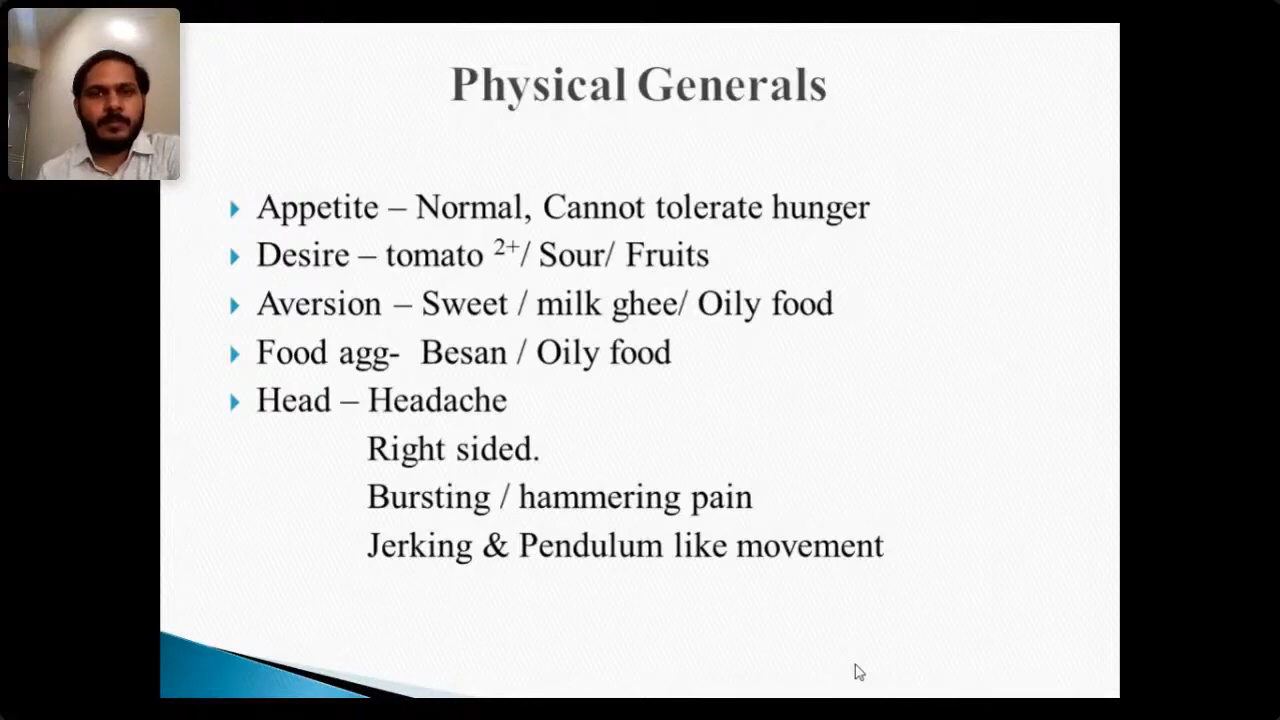 Physical Generals
Appetite – Normal, Cannot tolerate hunger
Desire – tomato ²⁺/ Sour/ Fruits
Aversion – Sweet / milk ghee/ Oily food
Food agg- Besan / Oily food
Head – Headache
Right sided.
Bursting / hammering pain
Jerking & Pendulum like movement